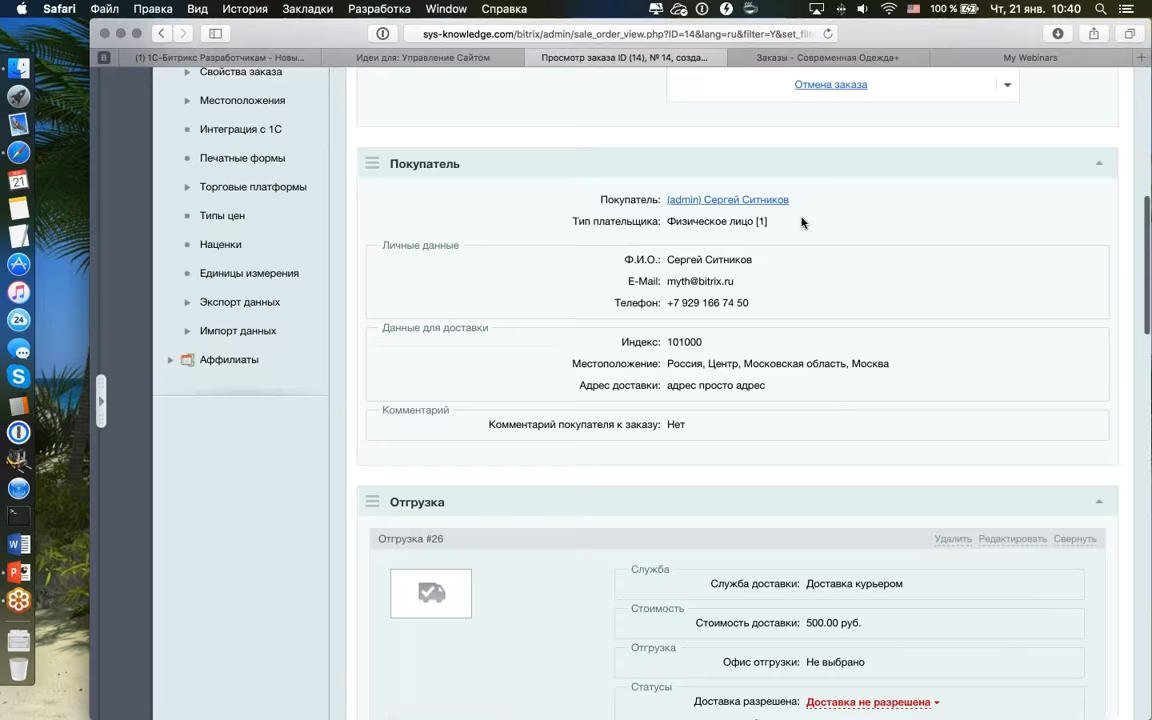 Safari Файл Правка Вид История Закладки Разработка Window Справка 100 % Чт, 21 янв. 10:40
sys-knowledge.com/bitrix/admin/sale_order_view.php?ID=14&lang=ru&filter=Y&set_fil
(1) 1С-Битрикс Разработчикам - Новы... Идеи для: Управление Сайтом Просмотр заказа ID (14), № 14, созда... Заказы - Современная Одежда+ My Webinars
Свойства заказа
Местоположения
Интеграция с 1С
Печатные формы
Торговые платформы
Типы цен
Наценки
Единицы измерения
Экспорт данных
Импорт данных
Аффилиаты
Отмена заказа
Покупатель
Покупатель: (admin) Сергей Ситников
Тип плательщика: Физическое лицо [1]
Личные данные
Ф.И.О.: Сергей Ситников
E-Mail: myth@bitrix.ru
Телефон: +7 929 166 74 50
Данные для доставки
Индекс: 101000
Местоположение: Россия, Центр, Московская область, Москва
Адрес доставки: адрес просто адрес
Комментарий
Комментарий покупателя к заказу: Нет
Отгрузка
Отгрузка #26 Удалить Редактировать Свернуть
Служба
Служба доставки: Доставка курьером
Стоимость
Стоимость доставки: 500.00 руб.
Отгрузка
Офис отгрузки: Не выбрано
Статусы
Доставка разрешена: Доставка не разрешена